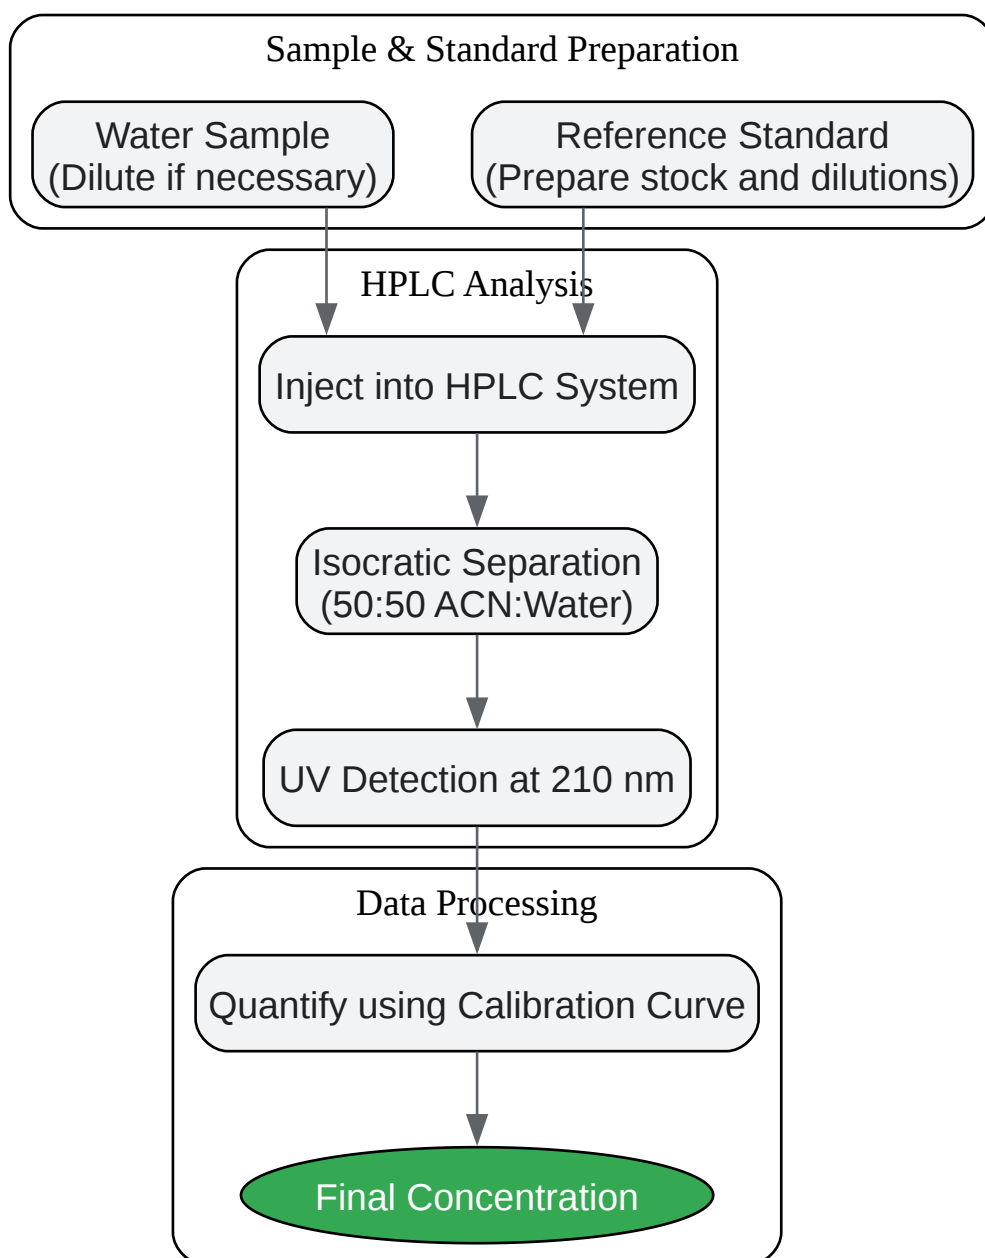 Sample & Standard Preparation
Water Sample
(Dilute if necessary)
Reference Standard
(Prepare stock and dilutions)
HPLC Analysis
Inject into HPLC System
Isocratic Separation
(50:50 ACN:Water)
UV Detection at 210 nm
Data Processing
Quantify using Calibration Curve
Final Concentration